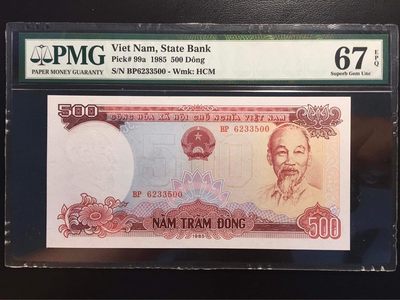 PMG
PAPER MONEY GUARANTY
Viet Nam, State Bank
Pick# 99a 1985 500 Dông
S/N BP6233500 - Wmk: HCM
67 EPQ
Superb Gem Unc
500
CỘNG HÒA XÃ HỘI CHỦ NGHĨA VIỆT NAM
BP 6233500
BP 6233500
NĂM TRĂM ĐỒNG
1985
500